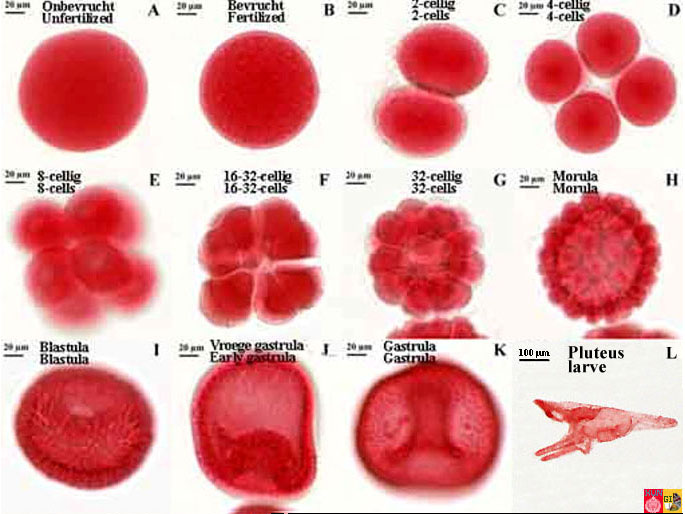 20 µm Onbevrucht A
Unfertilized
20 µm Bevrucht B
Fertilized
20 µm 2-cellig C
2-cells
20 µm 4-cellig D
4-cells
20 µm 8-cellig E
8-cells
20 µm 16-32-cellig F
16-32-cells
20 µm 32-cellig G
32-cells
20 µm Morula H
Morula
20 µm Blastula I
Blastula
20 µm Vroege gastrula J
Early gastrula
20 µm Gastrula K
Gastrula
100 µm Pluteus L
larve